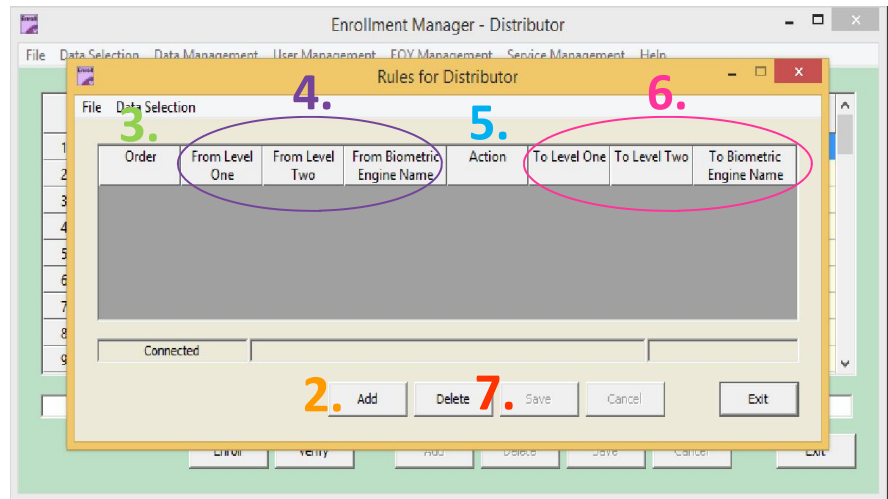 Enrollment Manager - Distributor
File Data Selection Data Management User Management EOY Management Service Management Help
Rules for Distributor
File Data Selection
3. 4. 5. 6.
Order From Level One From Level Two From Biometric Engine Name Action To Level One To Level Two To Biometric Engine Name
1
2
3
4
5
6
7
8
9
Connected
2. Add Delete 7. Save Cancel Exit
Enroll Verify Add Delete Save Cancel Exit